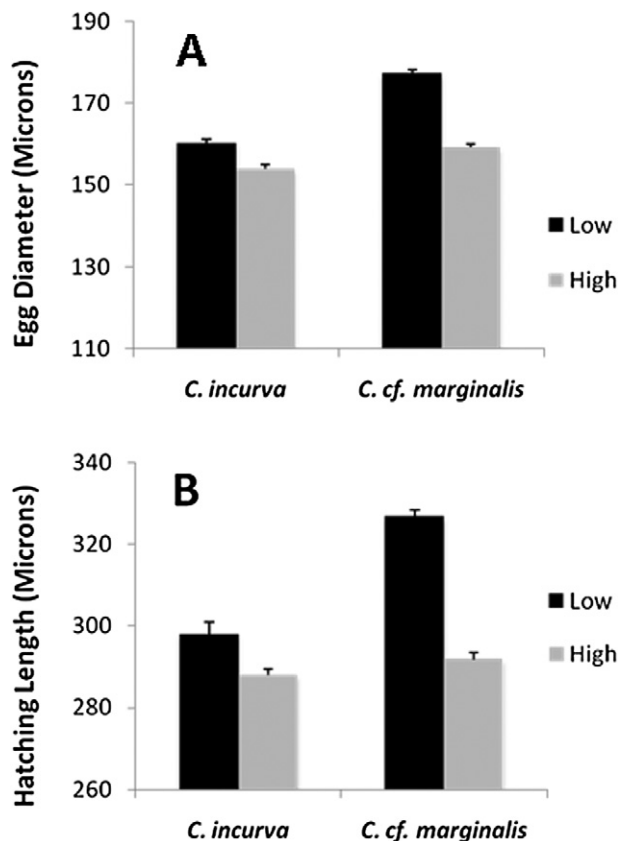 A
Egg Diameter (Microns)
190
170
150
130
110
C. incurva
C. cf. marginalis
Low
High
B
Hatching Length (Microns)
340
320
300
280
260
C. incurva
C. cf. marginalis
Low
High